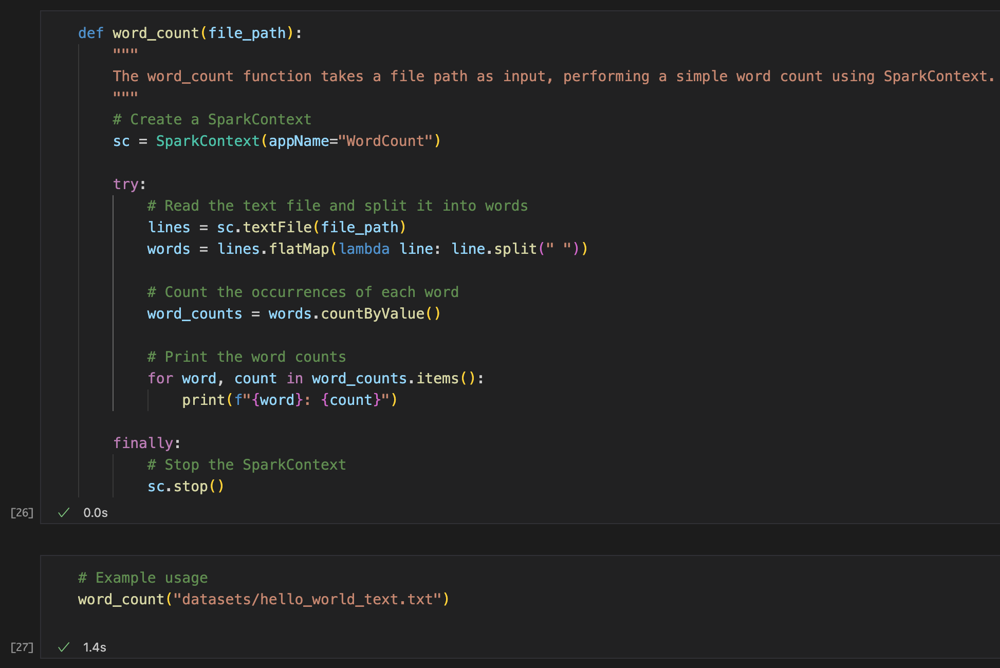 def word_count(file_path):
    """
    The word_count function takes a file path as input, performing a simple word count using SparkContext.
    """
    # Create a SparkContext
    sc = SparkContext(appName="WordCount")

    try:
        # Read the text file and split it into words
        lines = sc.textFile(file_path)
        words = lines.flatMap(lambda line: line.split(" "))

        # Count the occurrences of each word
        word_counts = words.countByValue()

        # Print the word counts
        for word, count in word_counts.items():
            print(f"{word}: {count}")

    finally:
        # Stop the SparkContext
        sc.stop()
[26] ✓ 0.0s
# Example usage
word_count("datasets/hello_world_text.txt")
[27] ✓ 1.4s